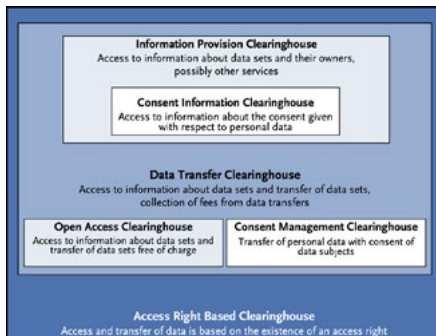 Information Provision Clearinghouse
Access to information about data sets and their owners,
possibly other services
Consent Information Clearinghouse
Access to information about the consent given
with respect to personal data
Data Transfer Clearinghouse
Access to information about data sets and transfer of data sets,
collection of fees from data transfers
Open Access Clearinghouse
Access to information about data sets and
transfer of data sets free of charge
Consent Management Clearinghouse
Transfer of personal data with consent of
data subjects
Access Right Based Clearinghouse
Access and transfer of data is based on the existence of an access right